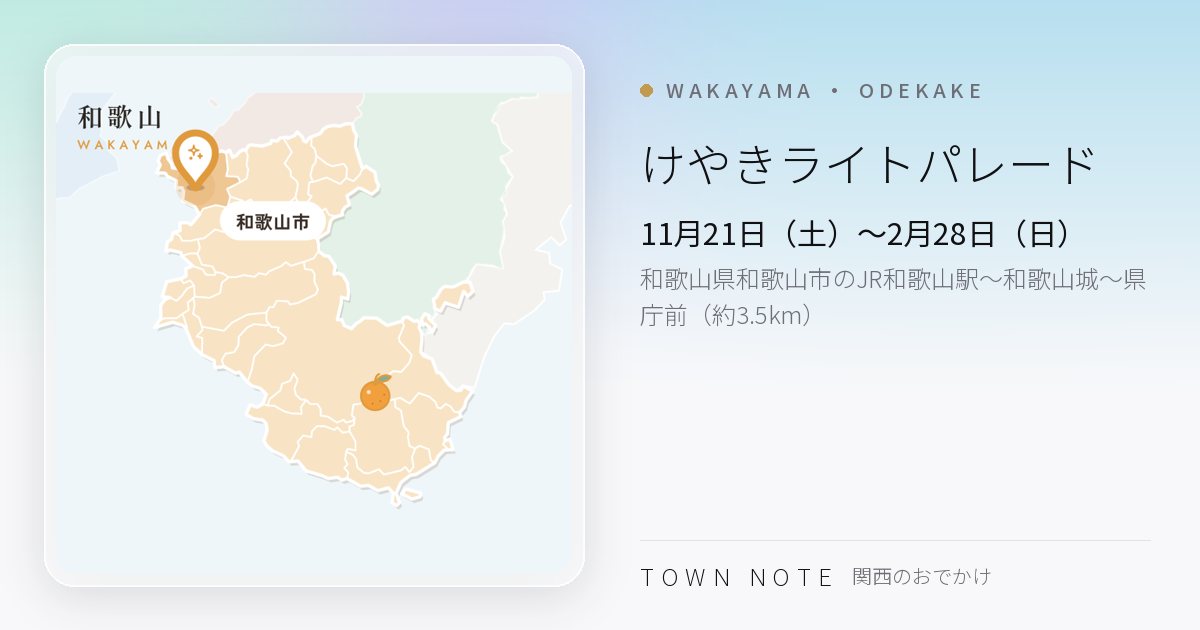 和歌山
WAKAYAM
和歌山市
WAKAYAMA • ODEKAKE
けやきライトパレード
11月21日（土）〜2月28日（日）
和歌山県和歌山市のJR和歌山駅〜和歌山城〜県
庁前（約3.5km）
TOWN NOTE 関西のおでかけ